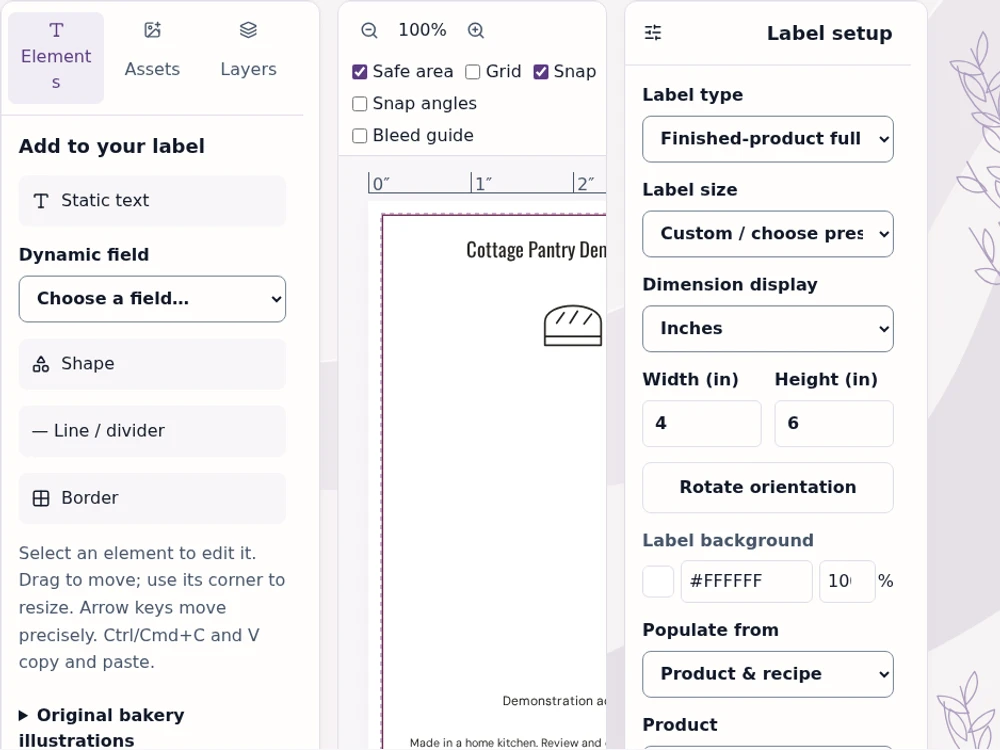 Element
s
Assets
Layers
Add to your label
Static text
Dynamic field
Choose a field...
Shape
Line / divider
Border
Select an element to edit it.
Drag to move; use its corner to
resize. Arrow keys move
precisely. Ctrl/Cmd+C and V
copy and paste.
Original bakery
illustrations
100%
Safe area
Grid
Snap
Snap angles
Bleed guide
0″
1″
2″
Cottage Pantry
Demonstration
Made in a home kitchen. Review and
Label setup
Label type
Finished-product full
Label size
Custom / choose
Dimension display
Inches
Width (in)
Height (in)
4
6
Rotate orientation
Label background
#FFFFFF
%
Populate from
Product & recipe
Product